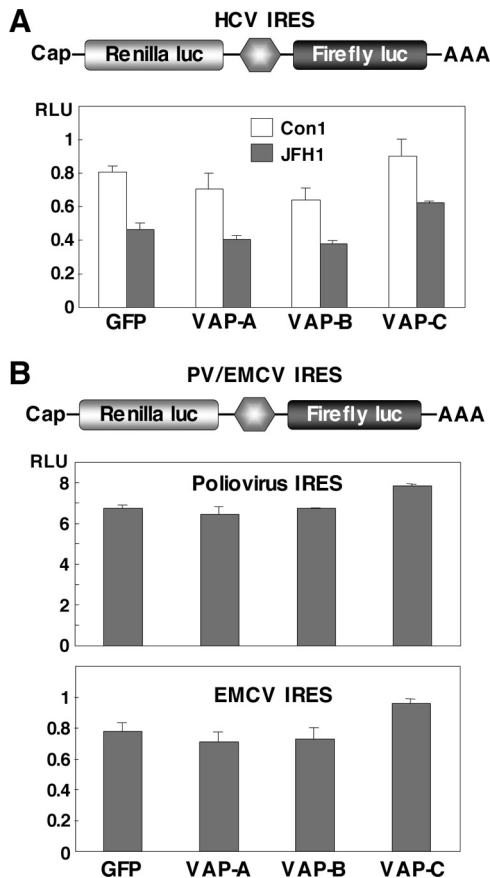 A
HCV IRES
Cap
Renilla luc
Firefly luc
AAA
RLU
1
0.8
0.6
0.4
0.2
0
Con1
JFH1
GFP
VAP-A
VAP-B
VAP-C
B
PV/EMCV IRES
Cap
Renilla luc
Firefly luc
AAA
RLU
8
6
4
2
0
Poliovirus IRES
1
0.8
0.6
0.4
0.2
0
EMCV IRES
GFP
VAP-A
VAP-B
VAP-C